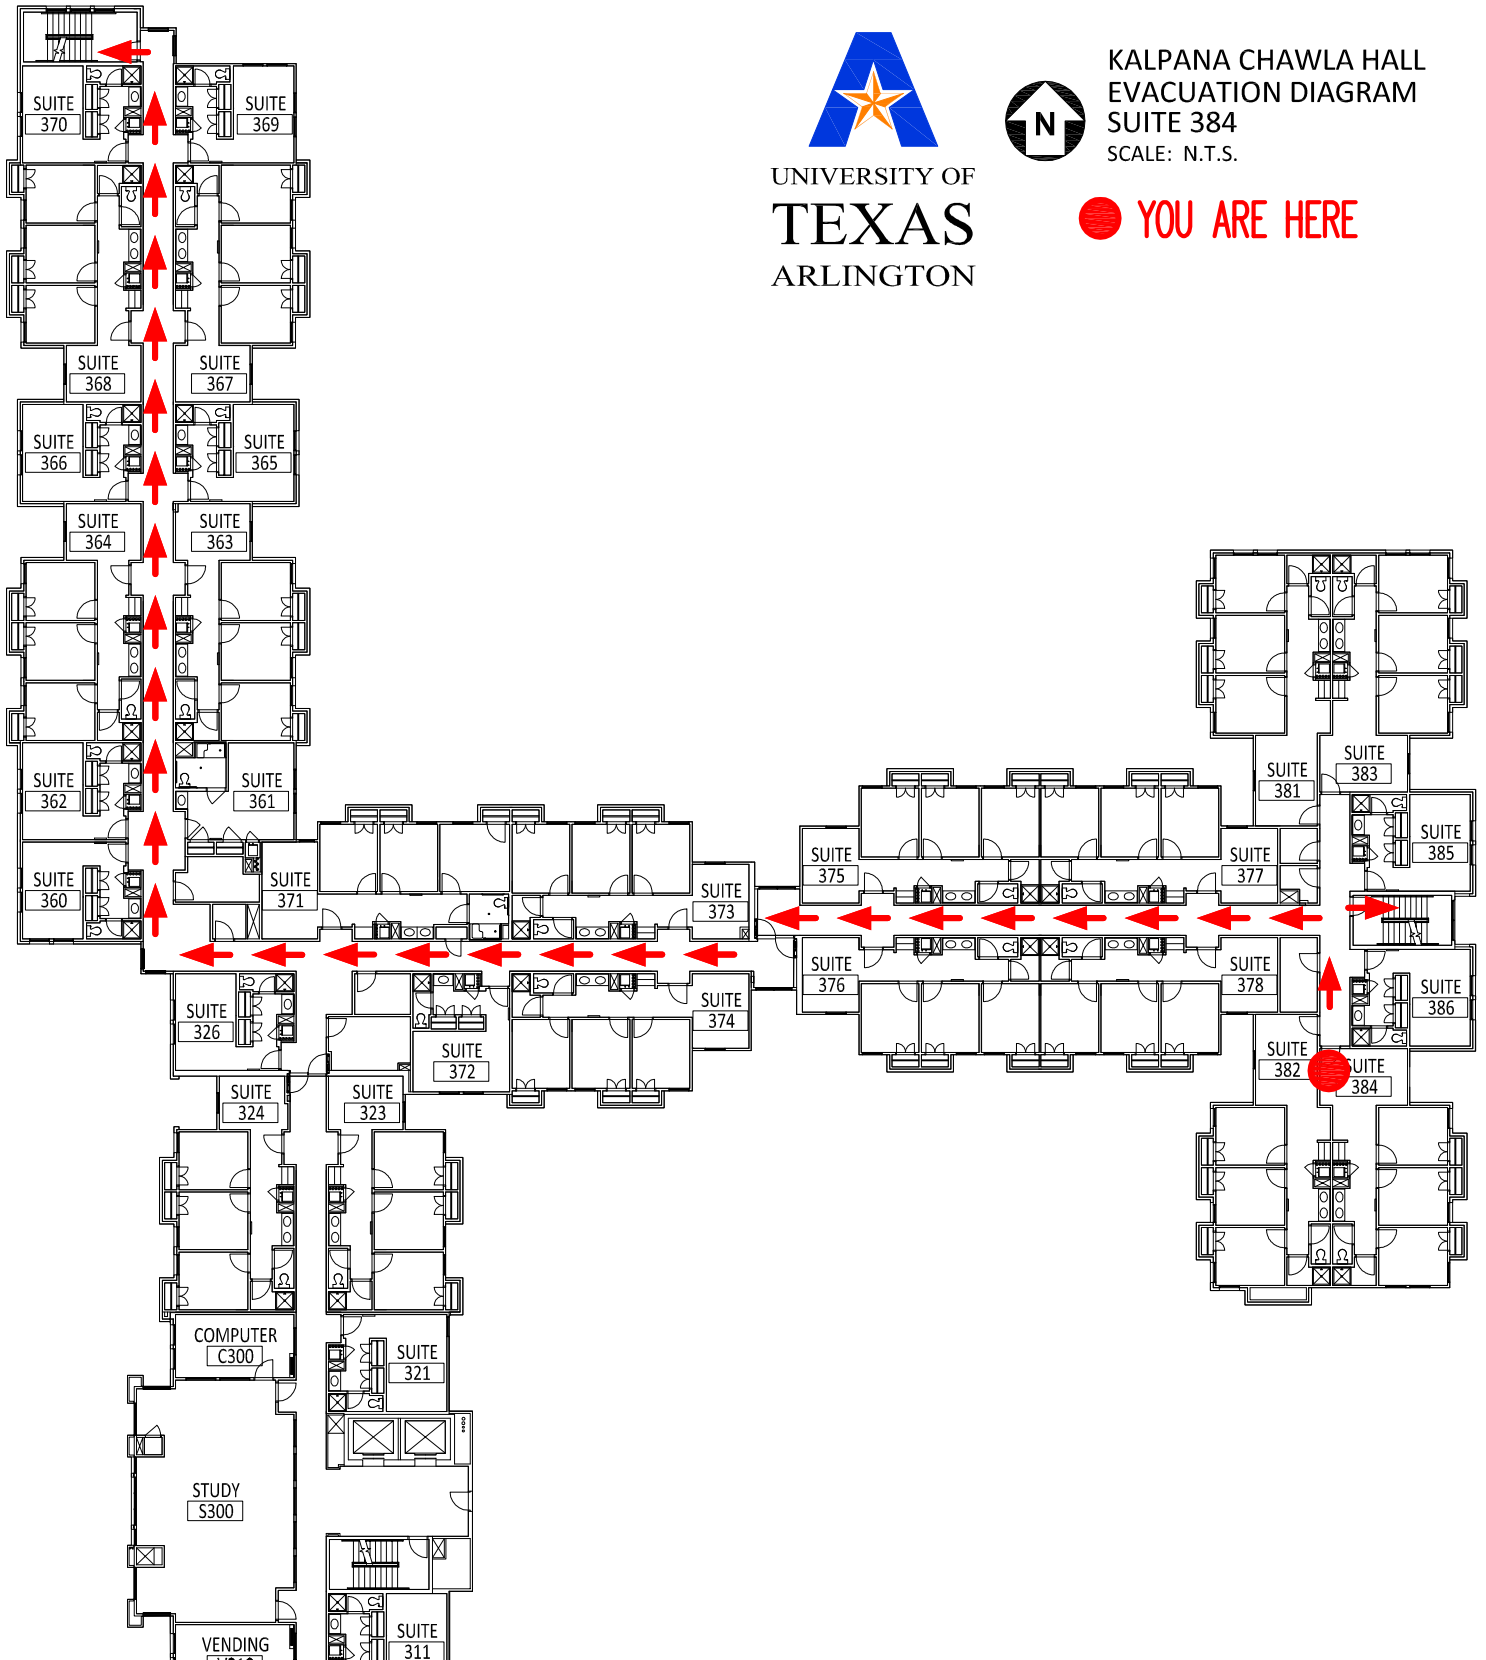 KALPANA CHAWLA HALL
EVACUATION DIAGRAM
SUITE 384
SCALE: N.T.S.
N
YOU ARE HERE
UNIVERSITY OF
TEXAS
ARLINGTON
SUITE
370
SUITE
369
SUITE
368
SUITE
367
SUITE
366
SUITE
365
SUITE
364
SUITE
363
SUITE
362
SUITE
361
SUITE
360
SUITE
371
SUITE
373
SUITE
375
SUITE
377
SUITE
381
SUITE
383
SUITE
385
SUITE
326
SUITE
372
SUITE
374
SUITE
376
SUITE
378
SUITE
386
SUITE
382
SUITE
384
SUITE
324
SUITE
323
COMPUTER
C300
SUITE
321
STUDY
S300
VENDING
SUITE
311